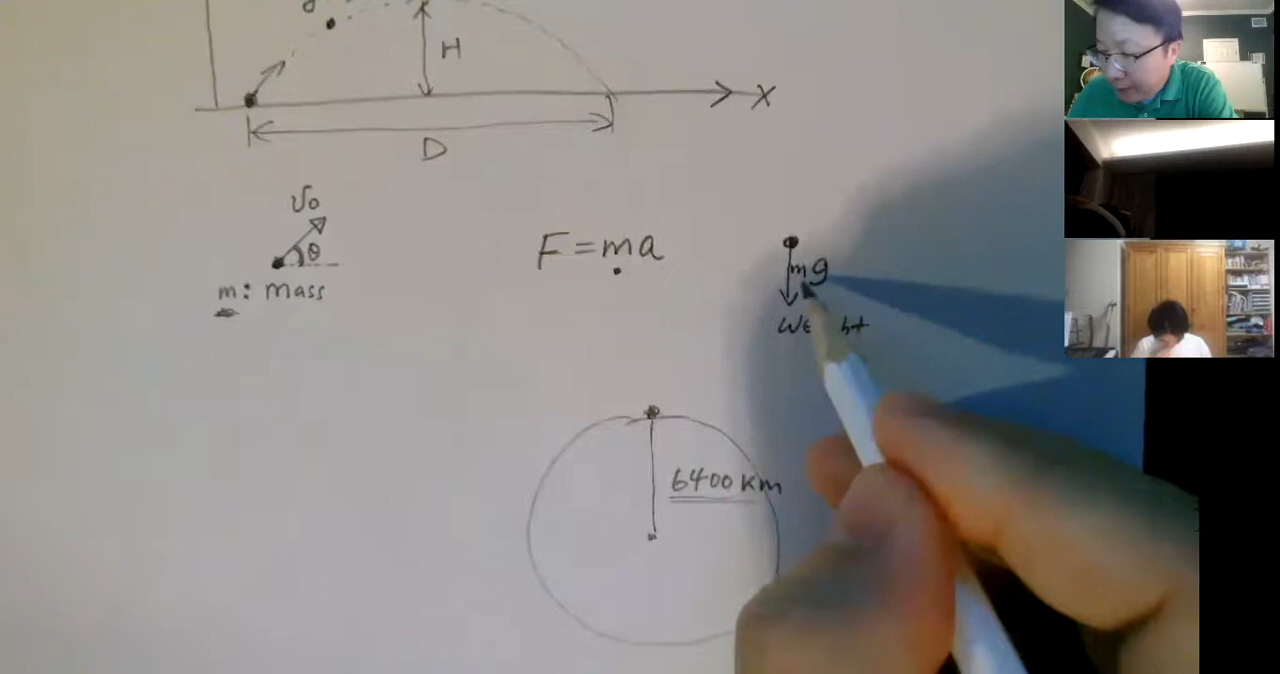 H
X
D
v₀
θ
m: mass
F = ma
mg
6400 km